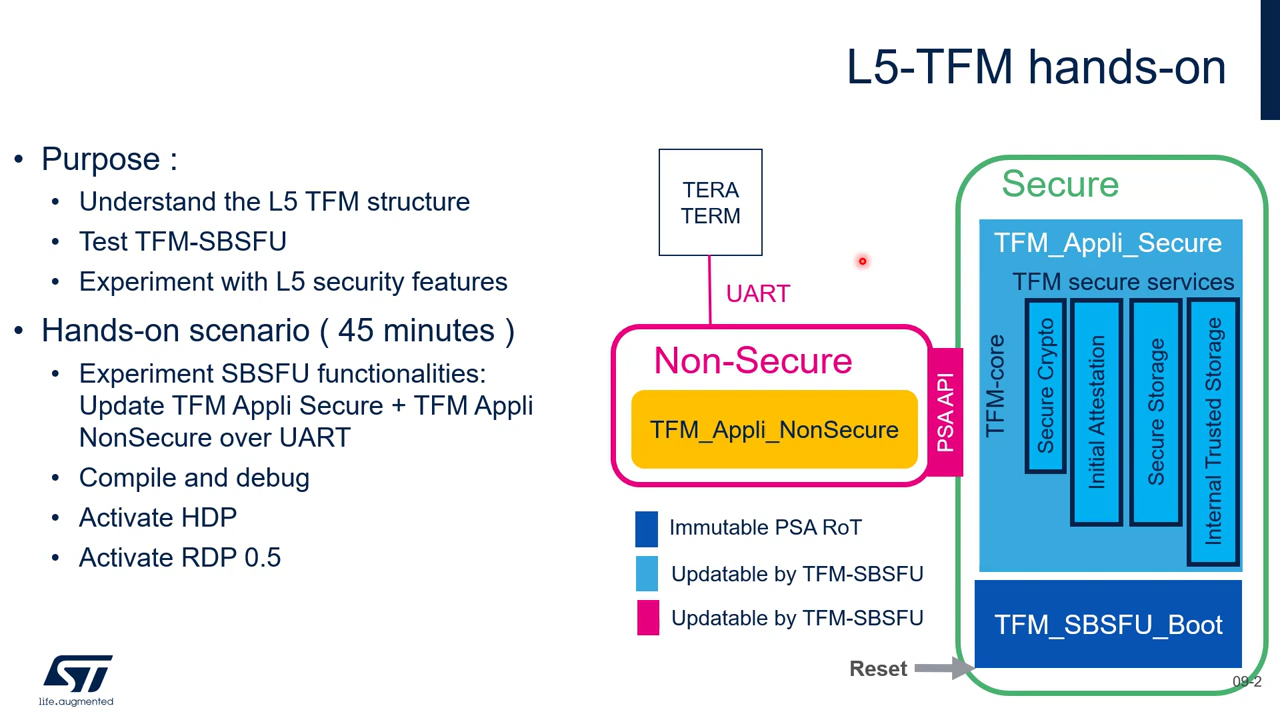 L5-TFM hands-on
• Purpose :
• Understand the L5 TFM structure
• Test TFM-SBSFU
• Experiment with L5 security features
• Hands-on scenario ( 45 minutes )
• Experiment SBSFU functionalities:
Update TFM Appli Secure + TFM Appli
NonSecure over UART
• Compile and debug
• Activate HDP
• Activate RDP 0.5
TERA
TERM
UART
Non-Secure
TFM_Appli_NonSecure
PSA API
Secure
TFM_Appli_Secure
TFM secure services
TFM-core
Secure Crypto
Initial Attestation
Secure Storage
Internal Trusted Storage
TFM_SBSFU_Boot
Immutable PSA RoT
Updatable by TFM-SBSFU
Updatable by TFM-SBSFU
Reset
ST
life.augmented
09-2